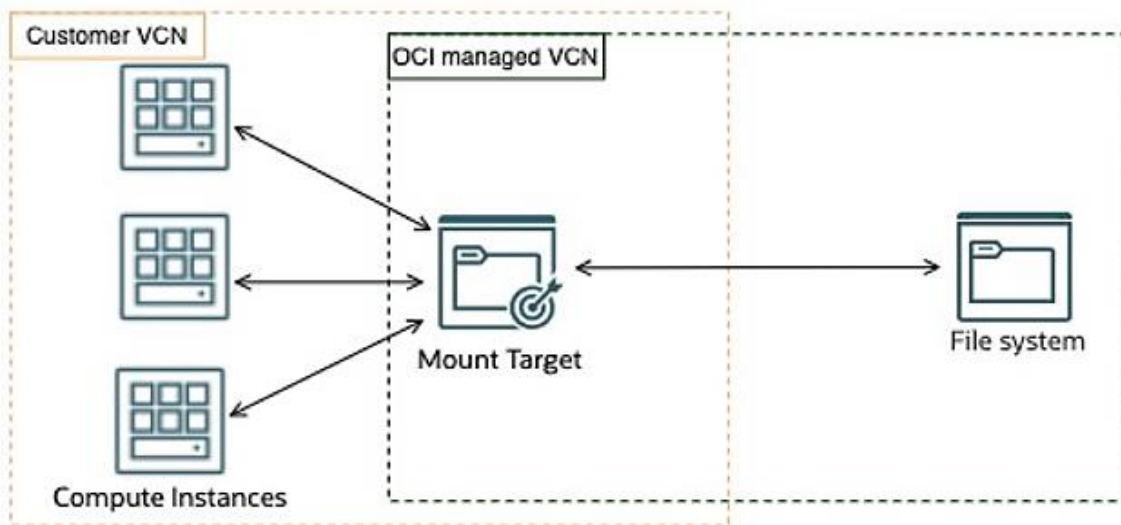 Customer VCN
OCI managed VCN
Mount Target
File system
Compute Instances